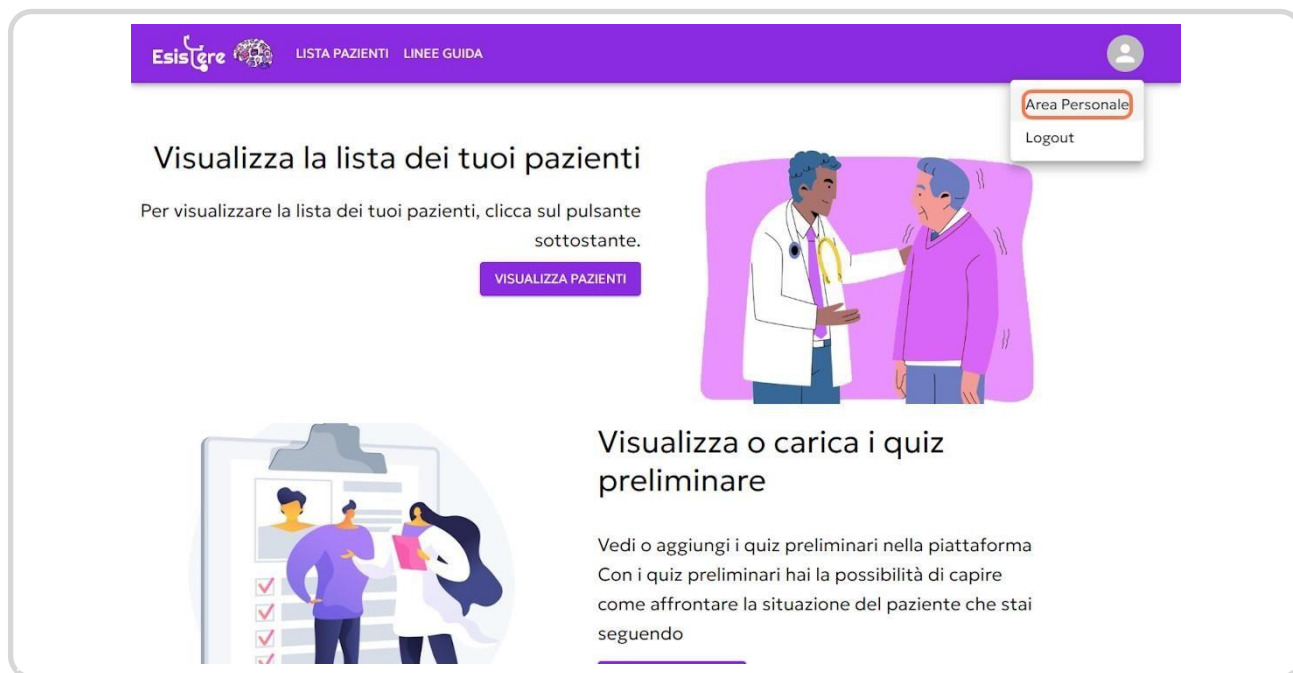 Esistere LISTA PAZIENTI LINEE GUIDA
Area Personale
Logout
Visualizza la lista dei tuoi pazienti
Per visualizzare la lista dei tuoi pazienti, clicca sul pulsante
sottostante.
VISUALIZZA PAZIENTI
Visualizza o carica i quiz
preliminare
Vedi o aggiungi i quiz preliminari nella piattaforma
Con i quiz preliminari hai la possibilità di capire
come affrontare la situazione del paziente che stai
seguendo